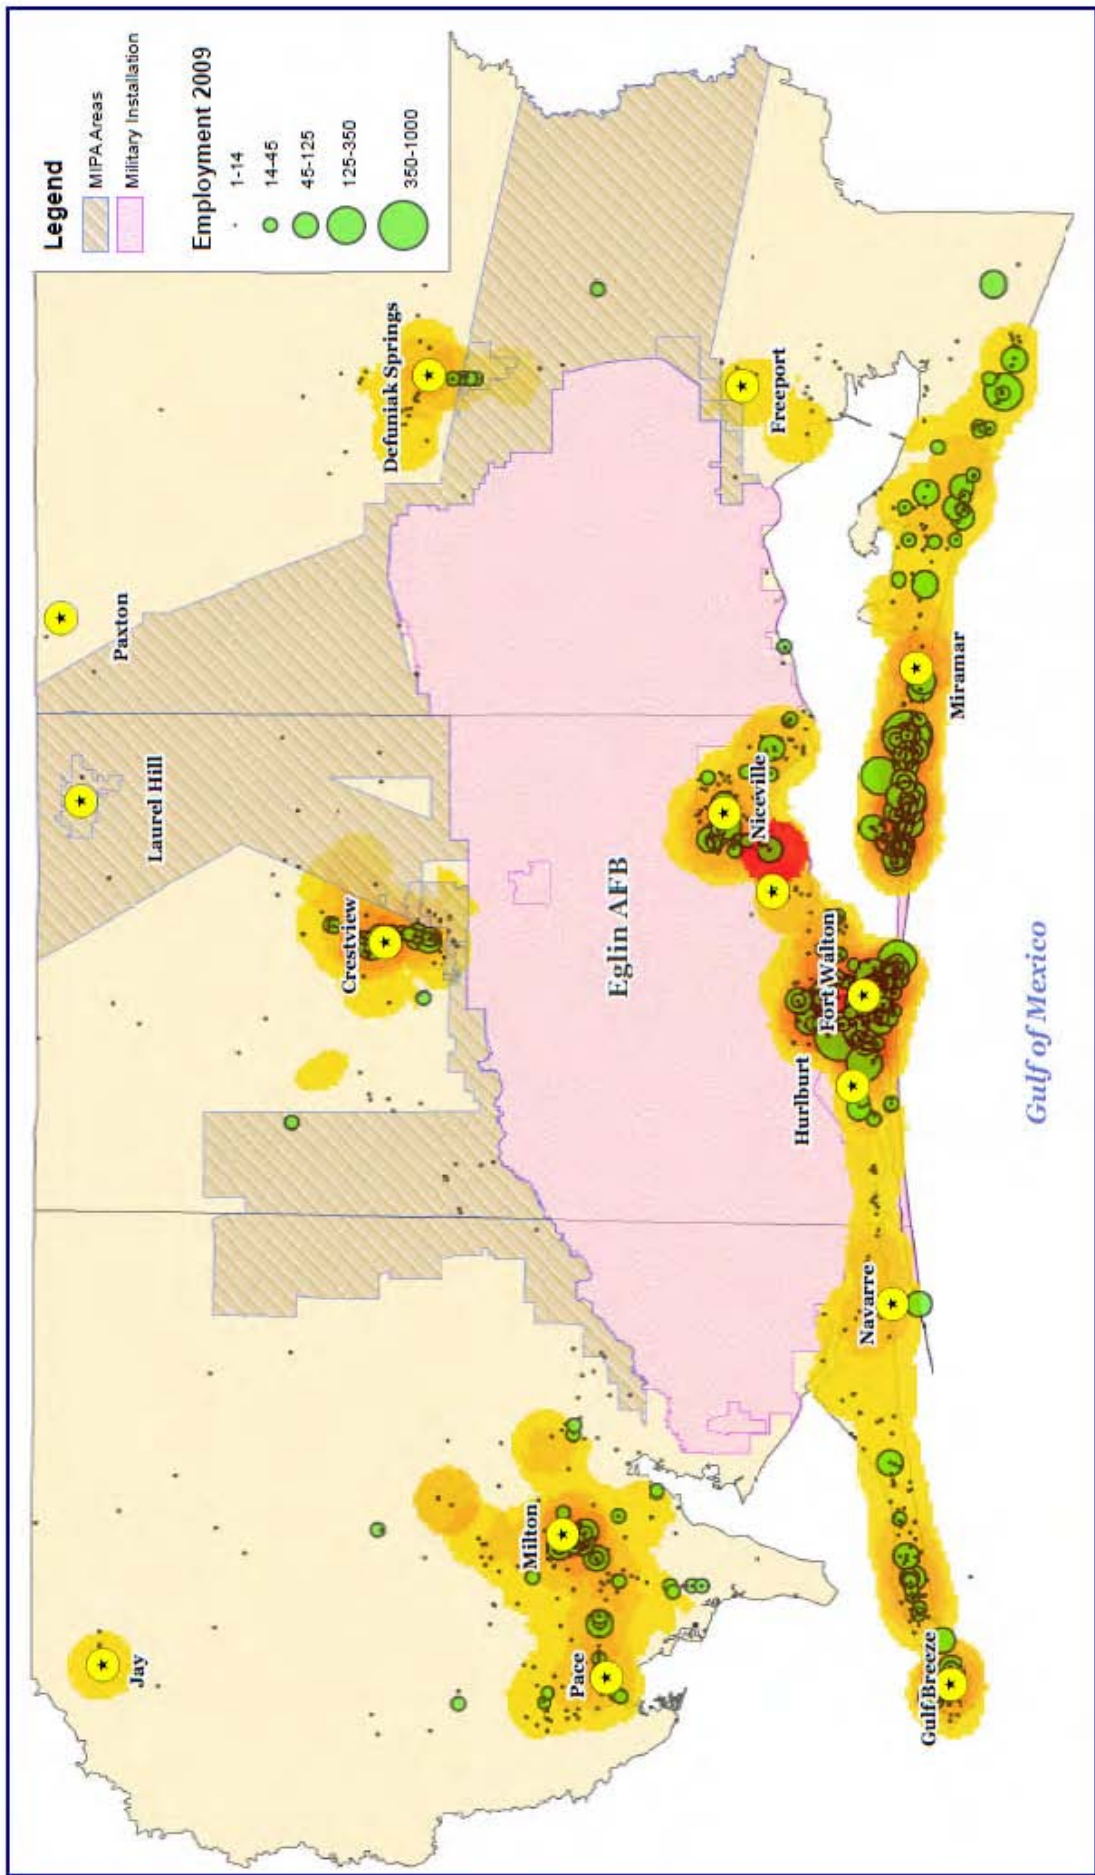 Legend
MIPA Areas
Military Installation
Employment 2009
1-14
14-45
45-125
125-350
350-1000
Jay
Laurel Hill
Paxton
Crestview
Defuniak Springs
Milton
Pace
Eglin AFB
Niceville
Freeport
Fort Walton
Hurlburt
Navarre
Gulf Breeze
Miramar
Gulf of Mexico